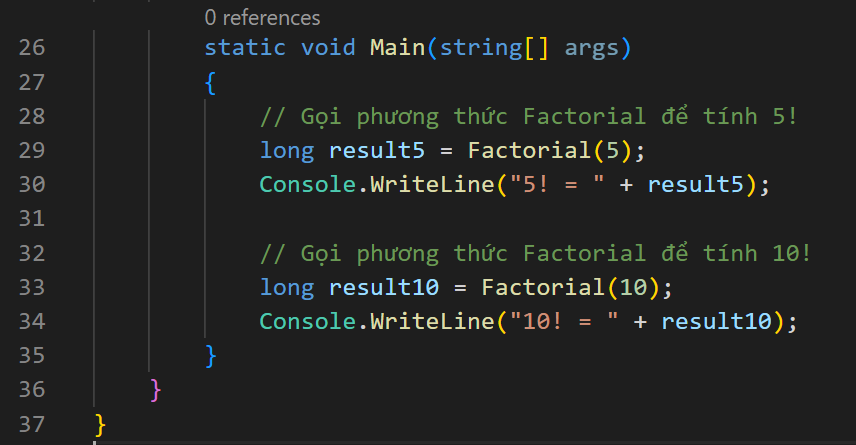 0 references
26 static void Main(string[] args)
27 {
28 // Gọi phương thức Factorial để tính 5!
29 long result5 = Factorial(5);
30 Console.WriteLine("5! = " + result5);
31
32 // Gọi phương thức Factorial để tính 10!
33 long result10 = Factorial(10);
34 Console.WriteLine("10! = " + result10);
35 }
36 }
37 }